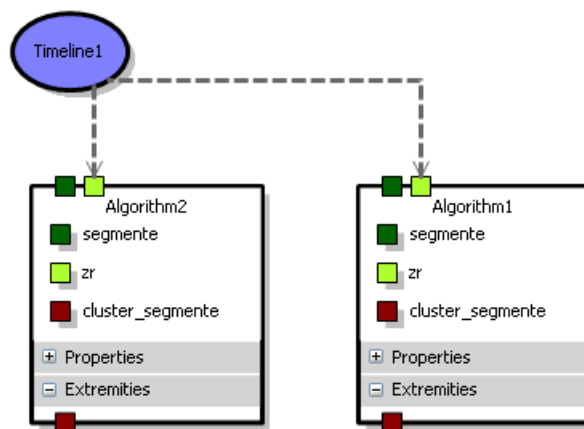 Timeline1
Algorithm2
segmente
zr
cluster_segmente
Properties
Extremities
Algorithm1
segmente
zr
cluster_segmente
Properties
Extremities